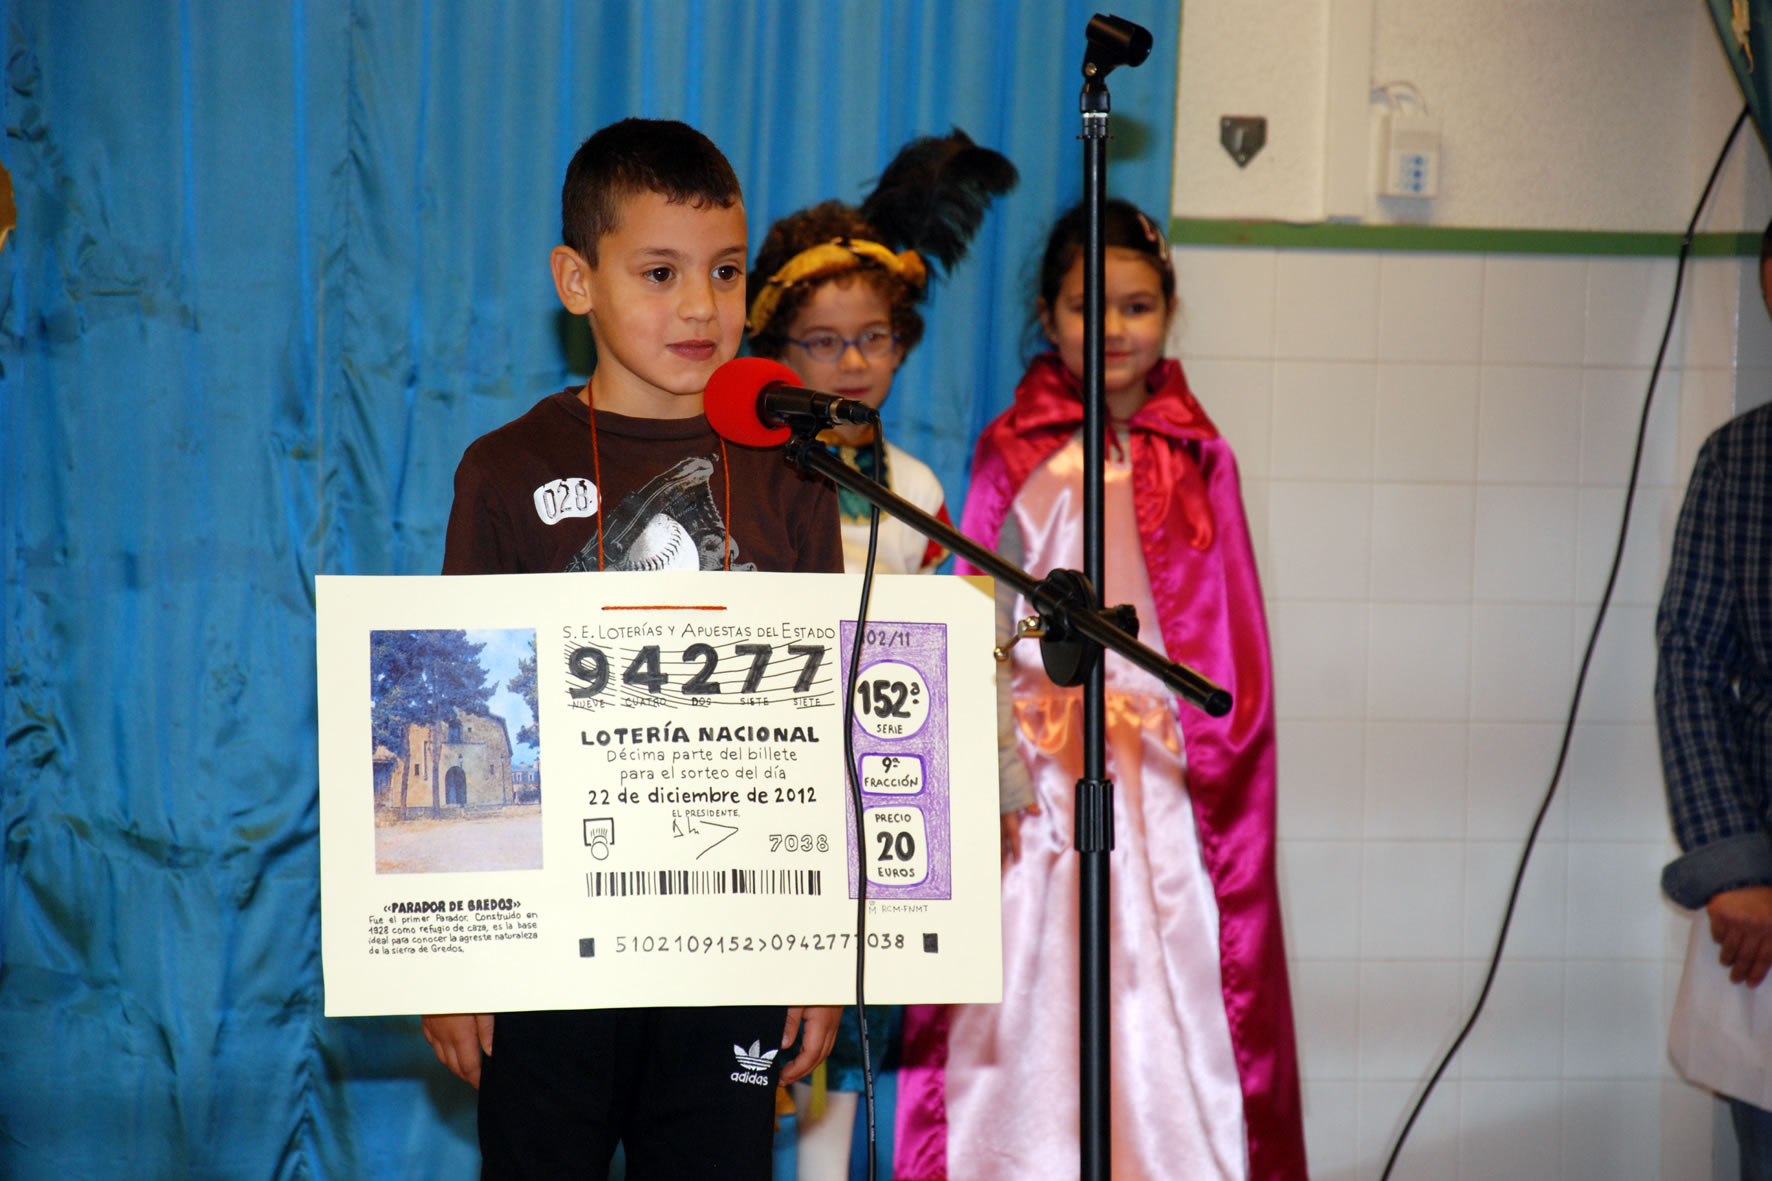 028
S.E. LOTERÍAS Y APUESTAS DEL ESTADO
94277
NUEVE CUATRO DOS SIETE SIETE
LOTERÍA NACIONAL
Décima parte del billete
para el sorteo del día
22 de diciembre de 2012
EL PRESIDENTE,
7038
02/11
152ª
SERIE
9ª
FRACCIÓN
PRECIO
20
EUROS
RCM-FNMT
«PARADOR DE GREDOS»
Fue el primer Parador. Construido en
1928 como refugio de caza, es la base
ideal para conocer la agreste naturaleza
de la sierra de Gredos.
adidas